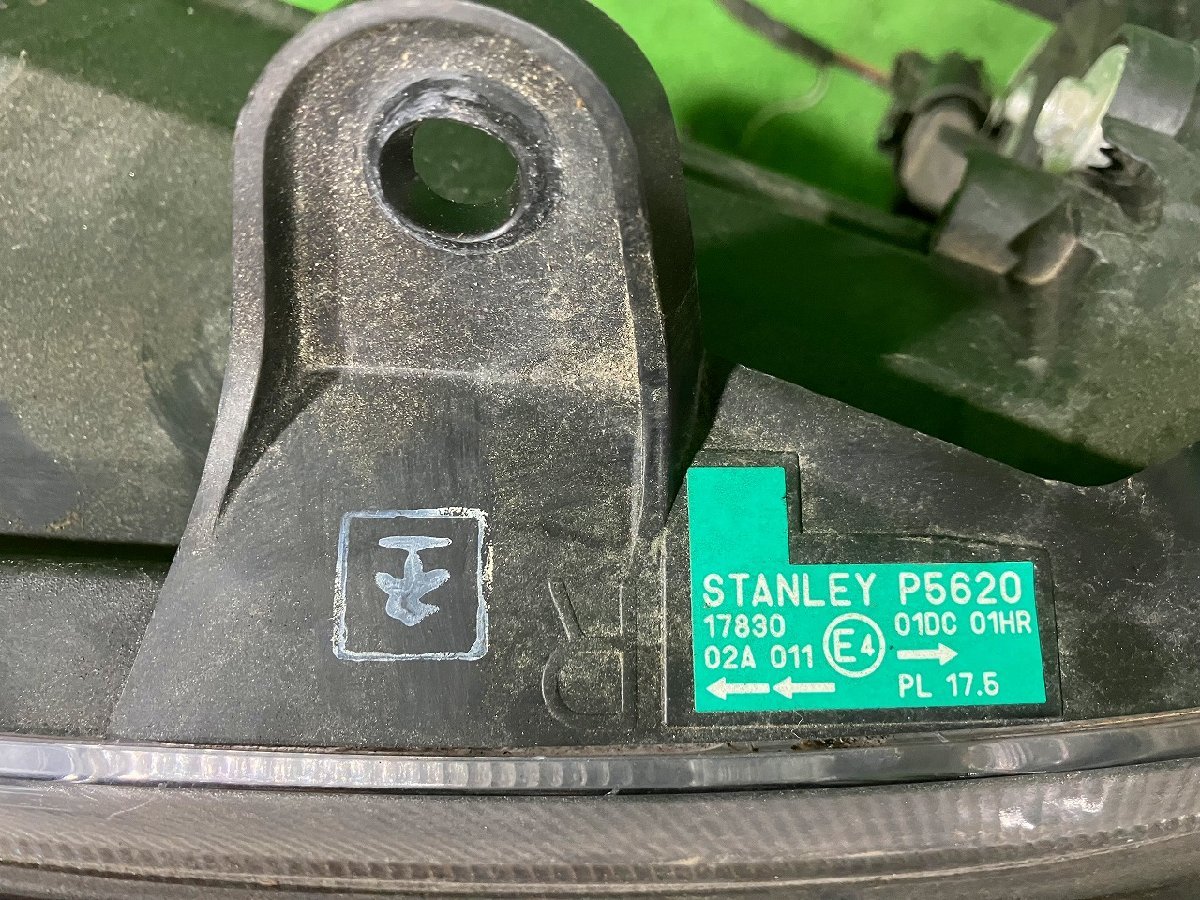 STANLEY P5620
17830 E4 01DC 01HR
02A 011 →
←← PL 17.5
R